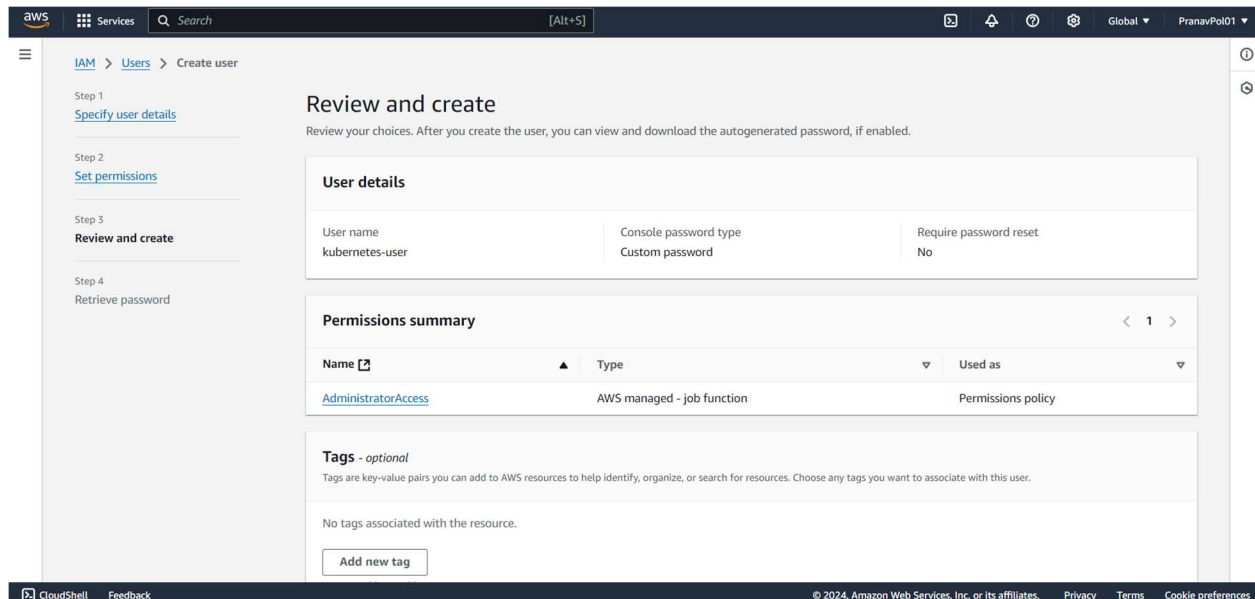 aws
Services
Search
[Alt+S]
Global
PranavPol01
IAM > Users > Create user
Step 1
Specify user details
Step 2
Set permissions
Step 3
Review and create
Step 4
Retrieve password
Review and create
Review your choices. After you create the user, you can view and download the autogenerated password, if enabled.
User details
User name
kubernetes-user
Console password type
Custom password
Require password reset
No
Permissions summary
1
Name
Type
Used as
AdministratorAccess
AWS managed - job function
Permissions policy
Tags - optional
Tags are key-value pairs you can add to AWS resources to help identify, organize, or search for resources. Choose any tags you want to associate with this user.
No tags associated with the resource.
Add new tag
CloudShell
Feedback
© 2024, Amazon Web Services, Inc. or its affiliates.
Privacy
Terms
Cookie preferences